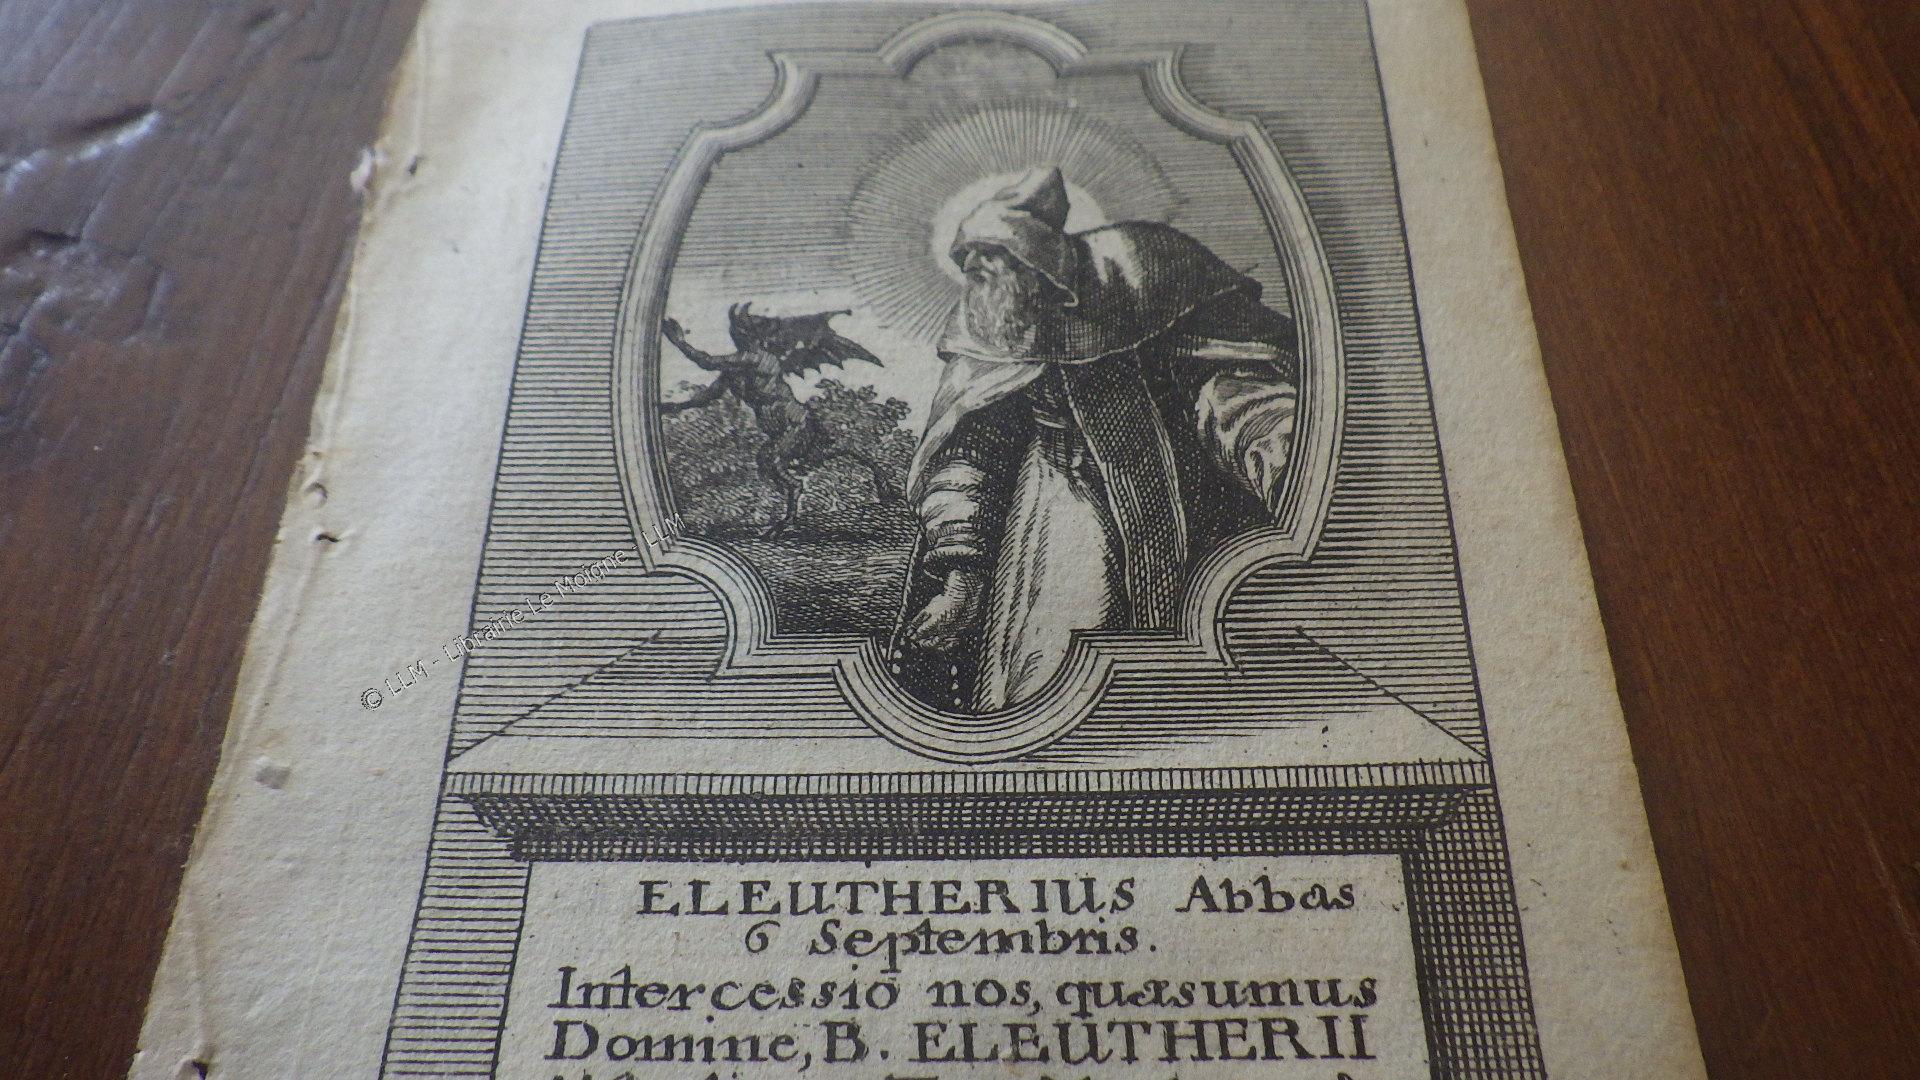 © LLM - Librairie Le Moigne - LLM
ELEUTHERIUS Abbas
6 Septembris.
Intercessio nos, quæsumus
Domine, B. ELEUTHERII